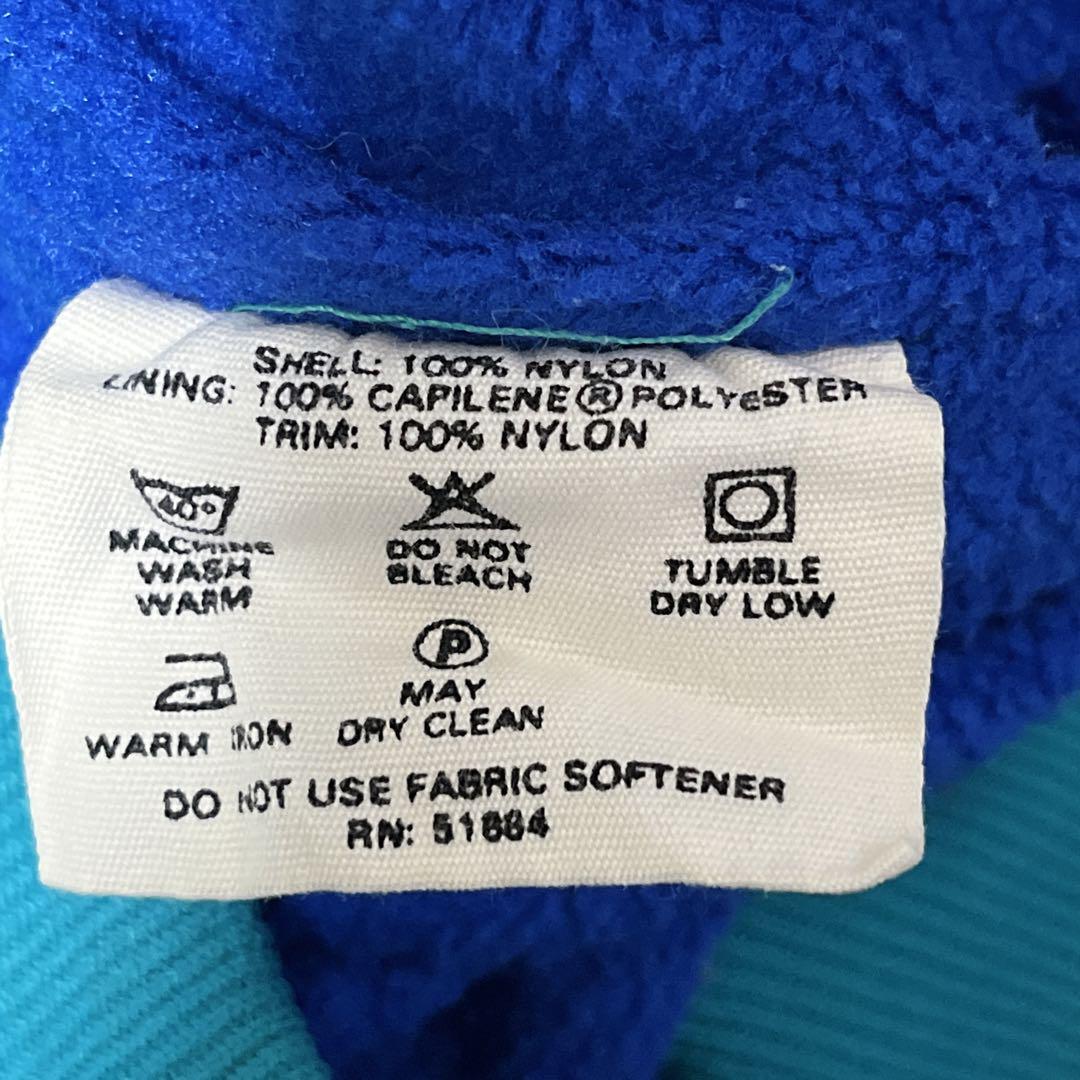 SHELL: 100% NYLON
LINING: 100% CAPILENE® POLYESTER
TRIM: 100% NYLON
40°
MACHINE
WASH
WARM
DO NOT
BLEACH
TUMBLE
DRY LOW
WARM IRON
P
MAY
DRY CLEAN
DO NOT USE FABRIC SOFTENER
RN: 51884